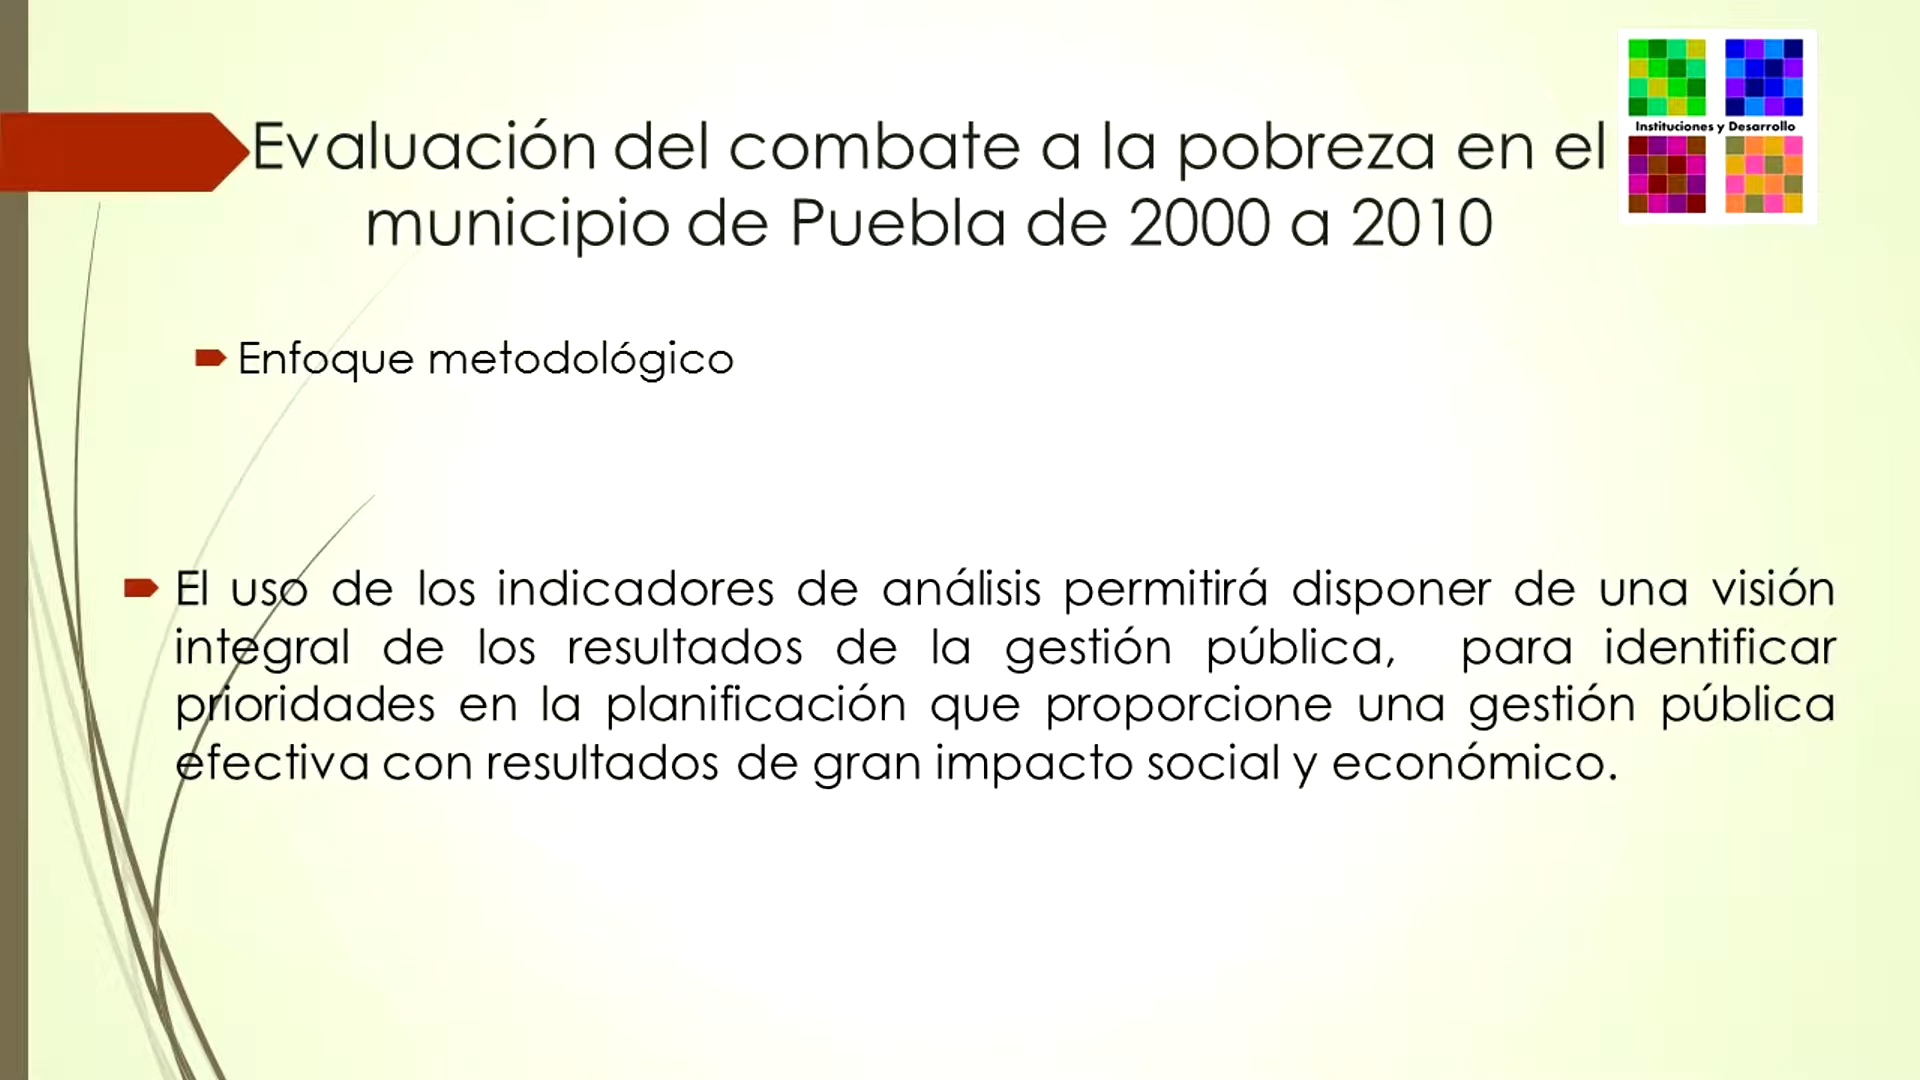 Evaluación del combate a la pobreza en el
municipio de Puebla de 2000 a 2010
Instituciones y Desarrollo
Enfoque metodológico
El uso de los indicadores de análisis permitirá disponer de una visión
integral de los resultados de la gestión pública, para identificar
prioridades en la planificación que proporcione una gestión pública
efectiva con resultados de gran impacto social y económico.